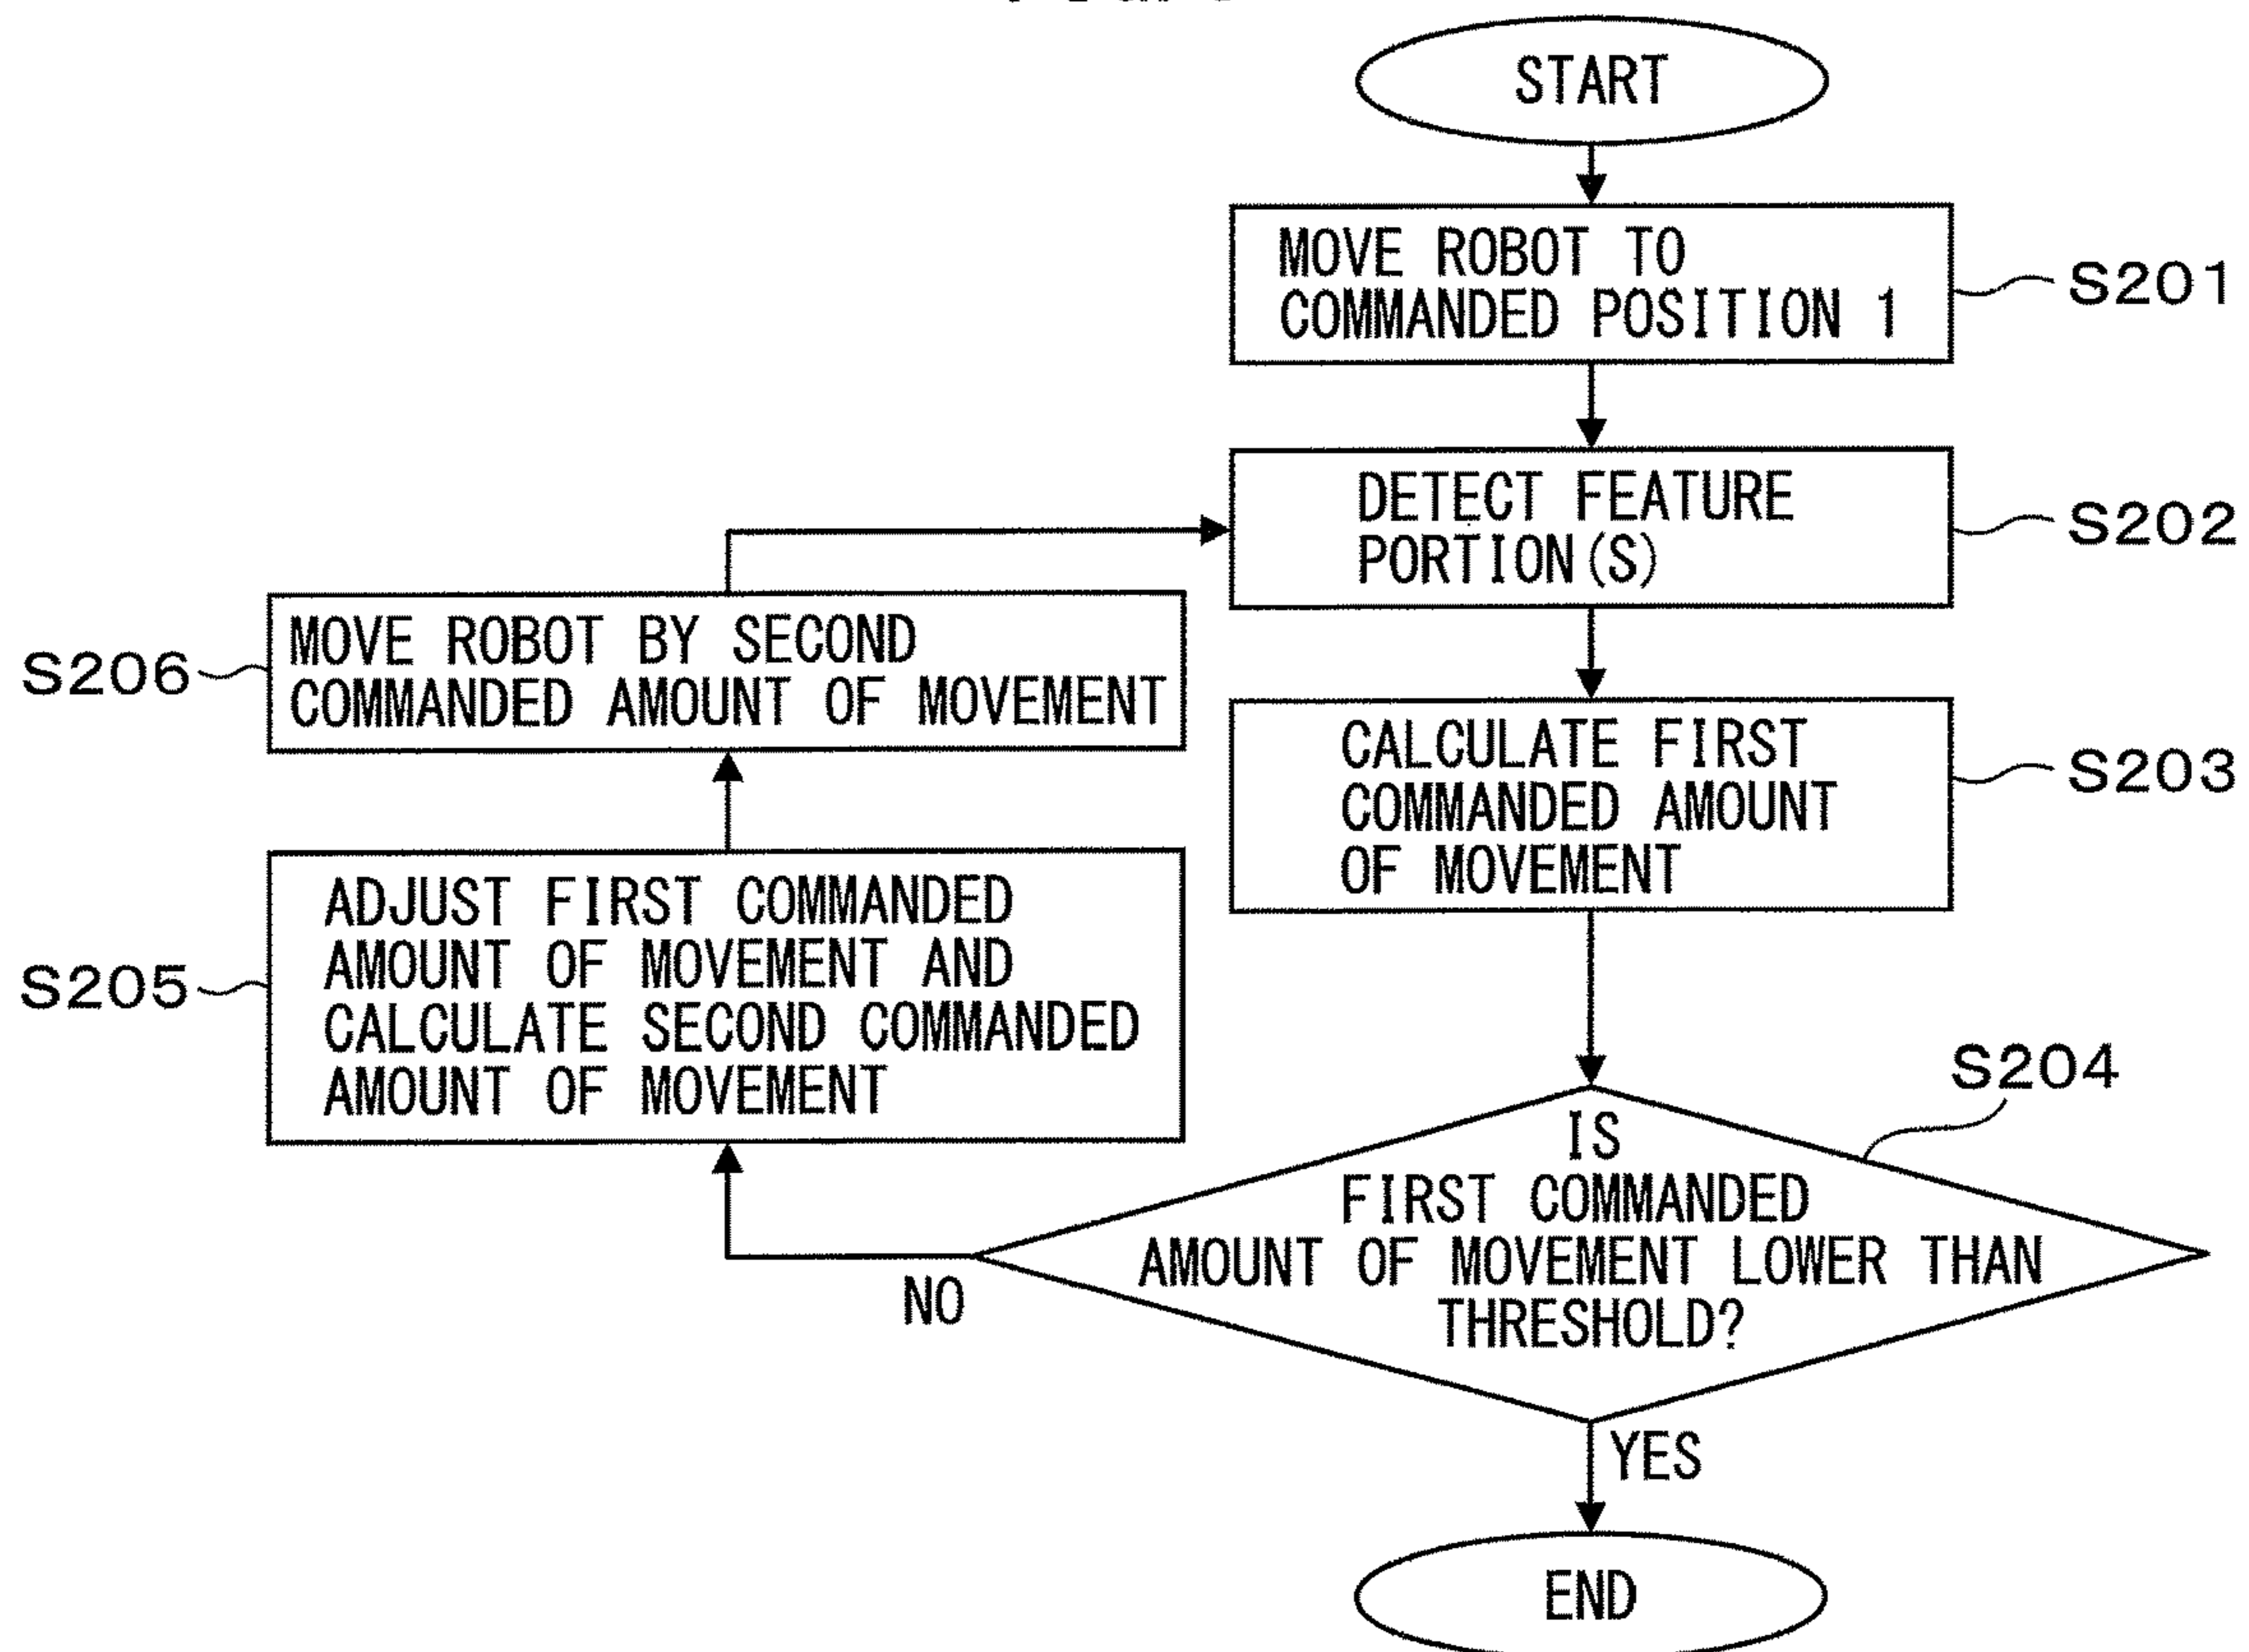 START
MOVE ROBOT TO
COMMANDED POSITION 1
S201
DETECT FEATURE
PORTION(S)
S202
CALCULATE FIRST
COMMANDED AMOUNT
OF MOVEMENT
S203
IS
FIRST COMMANDED
AMOUNT OF MOVEMENT LOWER THAN
THRESHOLD?
S204
NO
YES
ADJUST FIRST COMMANDED
AMOUNT OF MOVEMENT AND
CALCULATE SECOND COMMANDED
AMOUNT OF MOVEMENT
S205
MOVE ROBOT BY SECOND
COMMANDED AMOUNT OF MOVEMENT
S206
END